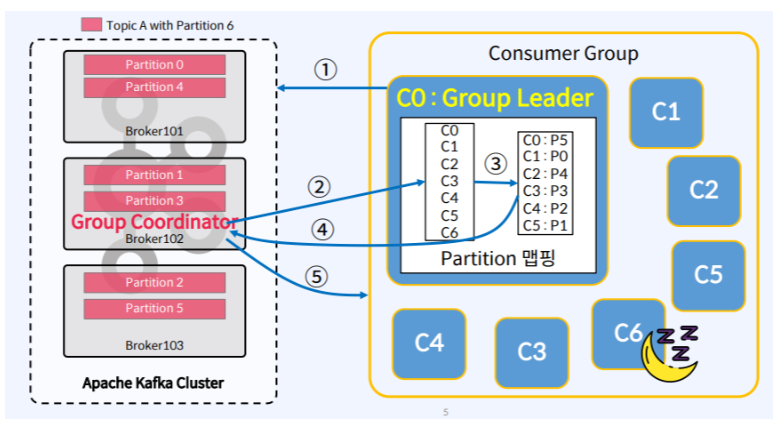 Topic A with Partition 6
Partition 0
Partition 4
Broker101
Partition 1
Partition 3
Group Coordinator
Broker102
Partition 2
Partition 5
Broker103
Apache Kafka Cluster
①
②
④
⑤
Consumer Group
C0 : Group Leader
C0
C1
C2
C3
C4
C5
C6
③
C0 : P5
C1 : P0
C2 : P4
C3 : P3
C4 : P2
C5 : P1
Partition 맵핑
C1
C2
C5
C4
C3
C6
Z Z
Z
5